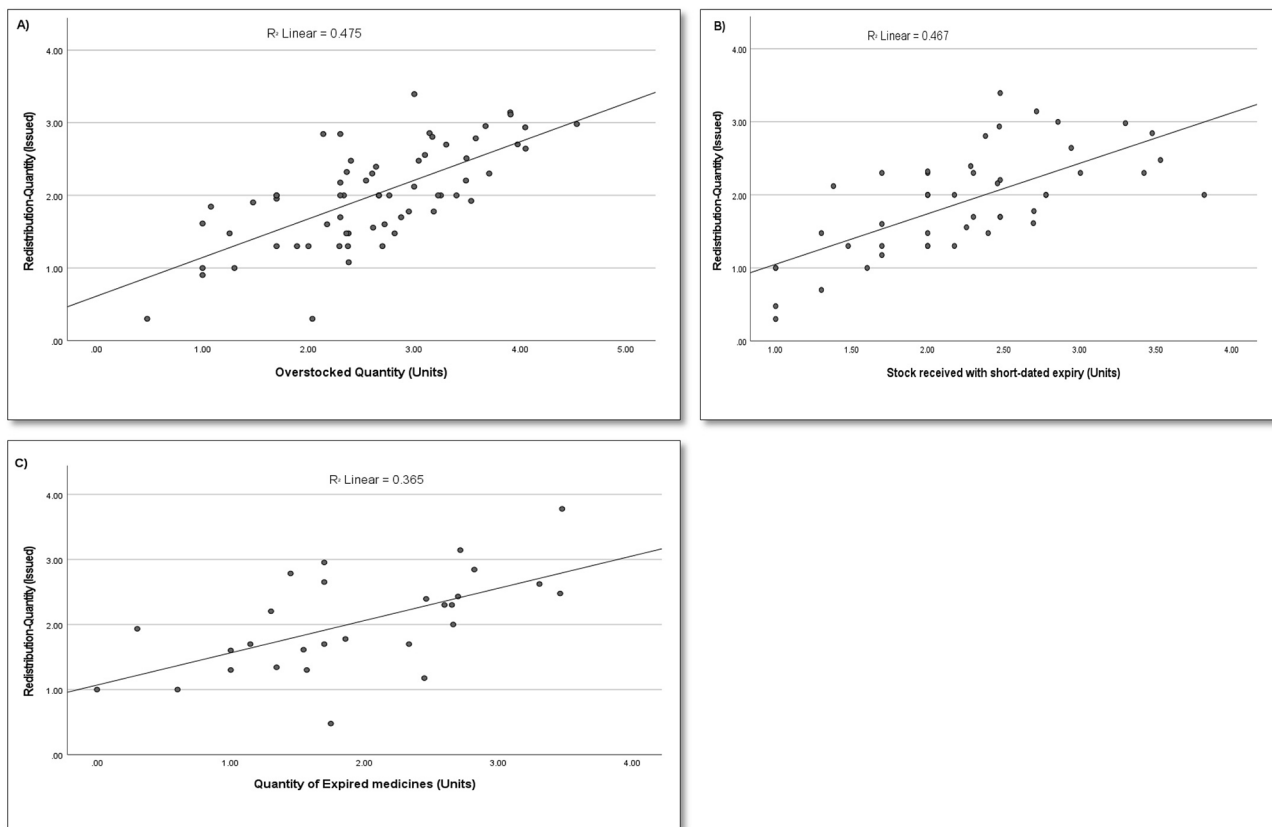 A)
R² Linear = 0.475
Redistribution-Quantity (Issued)
4.00
3.00
2.00
1.00
.00
.00 1.00 2.00 3.00 4.00 5.00
Overstocked Quantity (Units)
B)
R² Linear = 0.467
Redistribution-Quantity (Issued)
4.00
3.00
2.00
1.00
.00
1.00 1.50 2.00 2.50 3.00 3.50 4.00
Stock received with short-dated expiry (Units)
C)
R² Linear = 0.365
Redistribution-Quantity (Issued)
4.00
3.00
2.00
1.00
.00
.00 1.00 2.00 3.00 4.00
Quantity of Expired medicines (Units)